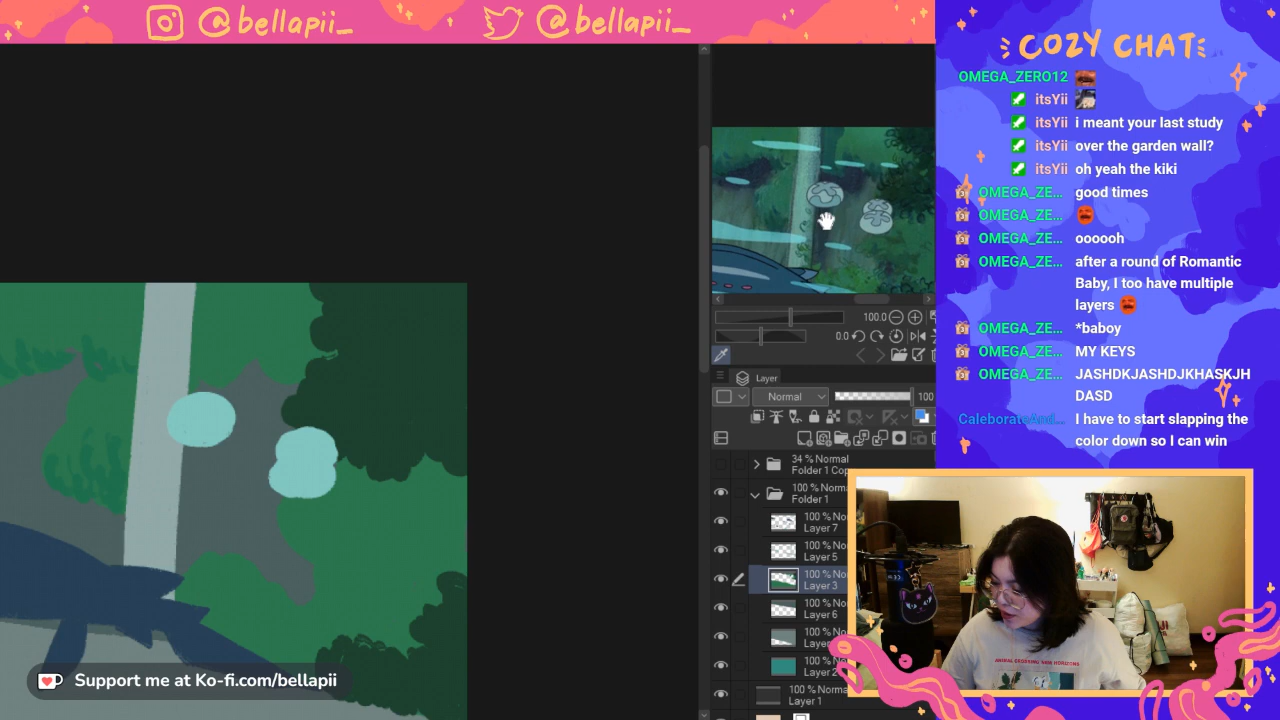 @bellapii_ @bellapii_
COZY CHAT
OMEGA_ZERO12
itsYii
itsYii i meant your last study
itsYii over the garden wall?
itsYii oh yeah the kiki
OMEGA_ZE... good times
OMEGA_ZE...
OMEGA_ZE... oooooh
OMEGA_ZE... after a round of Romantic
Baby, I too have multiple
layers
OMEGA_ZE... *baboy
OMEGA_ZE... MY KEYS
OMEGA_ZE... JASHDKJASHDJKHASKJH
DASD
CaleborateAnd... I have to start slapping the
color down so I can win
100.0
0.0
Layer
Normal 100
34 % Normal
Folder 1 Cop
100 % Norma
Folder 1
100 % No
Layer 7
100 % No
Layer 5
100 % No
Layer 3
100 % No
Layer 6
100 % No
Layer
100 % No
Layer 2
100 % Norma
Layer 1
Support me at Ko-fi.com/bellapii